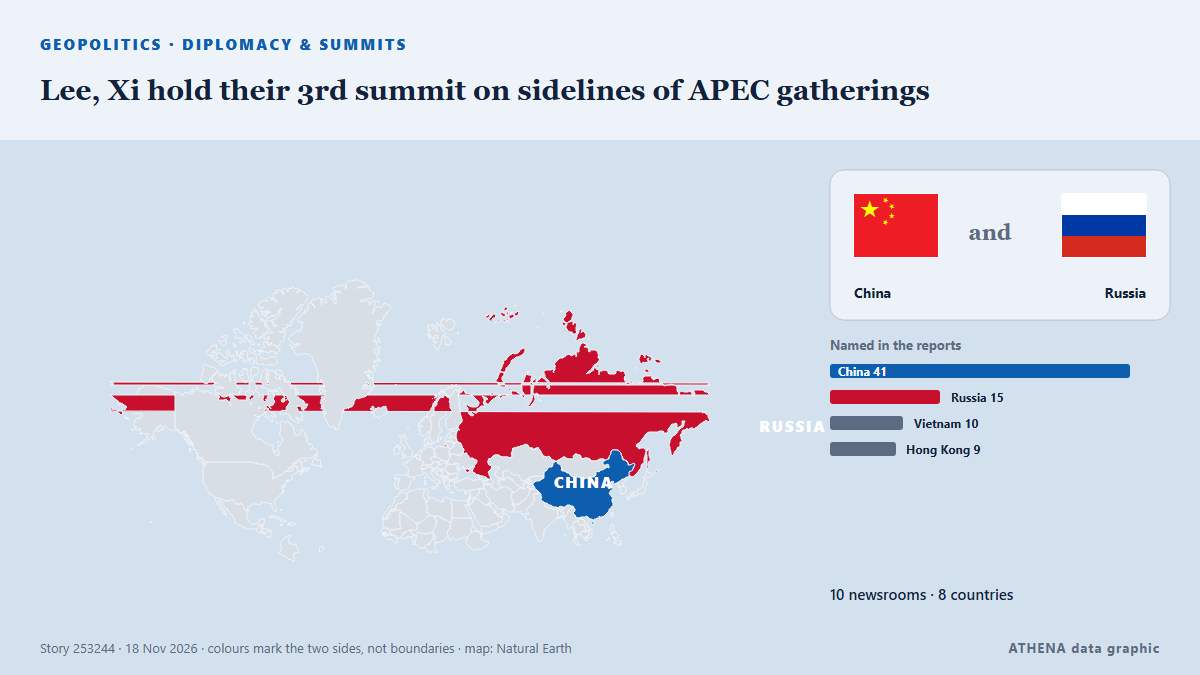 GEOPOLITICS · DIPLOMACY & SUMMITS
Lee, Xi hold their 3rd summit on sidelines of APEC gatherings
and
China
Russia
Named in the reports
China 41
Russia 15
Vietnam 10
Hong Kong 9
RUSSIA
CHINA
10 newsrooms · 8 countries
Story 253244 · 18 Nov 2026 · colours mark the two sides, not boundaries · map: Natural Earth
ATHENA data graphic